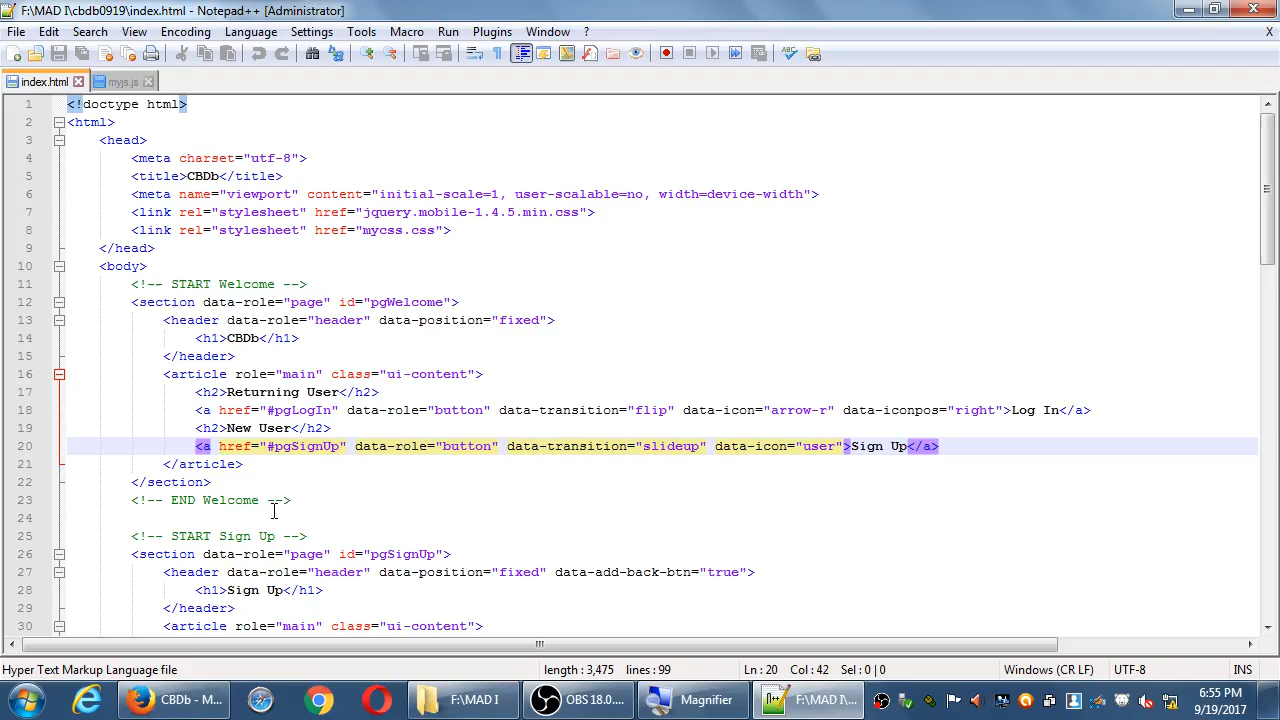 F:\MAD I\cbdb0919\index.html - Notepad++ [Administrator]
File Edit Search View Encoding Language Settings Tools Macro Run Plugins Window ? X
index.html myjs.js
1 <!doctype html>
2 <html>
3 <head>
4 <meta charset="utf-8">
5 <title>CBDb</title>
6 <meta name="viewport" content="initial-scale=1, user-scalable=no, width=device-width">
7 <link rel="stylesheet" href="jquery.mobile-1.4.5.min.css">
8 <link rel="stylesheet" href="mycss.css">
9 </head>
10 <body>
11 <!-- START Welcome -->
12 <section data-role="page" id="pgWelcome">
13 <header data-role="header" data-position="fixed">
14 <h1>CBDb</h1>
15 </header>
16 <article role="main" class="ui-content">
17 <h2>Returning User</h2>
18 <a href="#pgLogIn" data-role="button" data-transition="flip" data-icon="arrow-r" data-iconpos="right">Log In</a>
19 <h2>New User</h2>
20 <a href="#pgSignUp" data-role="button" data-transition="slideup" data-icon="user">Sign Up</a>
21 </article>
22 </section>
23 <!-- END Welcome -->
24
25 <!-- START Sign Up -->
26 <section data-role="page" id="pgSignUp">
27 <header data-role="header" data-position="fixed" data-add-back-btn="true">
28 <h1>Sign Up</h1>
29 </header>
30 <article role="main" class="ui-content">
Hyper Text Markup Language file length : 3,475 lines : 99 Ln : 20 Col : 42 Sel : 0 | 0 Windows (CR LF) UTF-8 INS
CBDb - M... F:\MAD I OBS 18.0.... Magnifier F:\MAD I\... 6:55 PM
9/19/2017